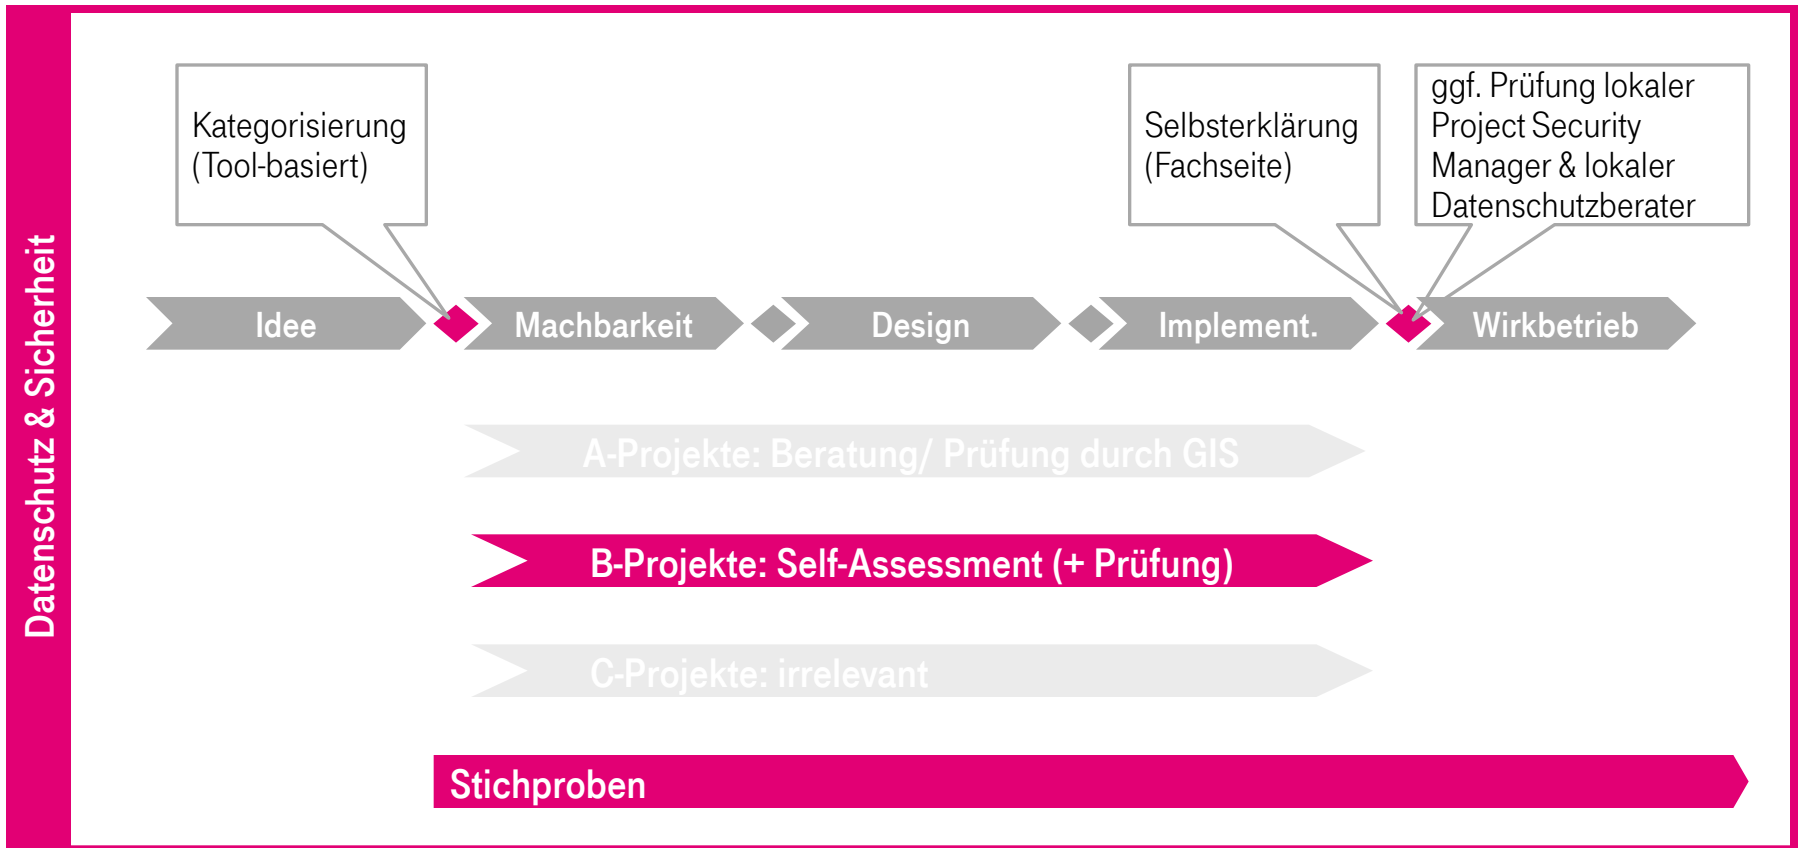 Datenschutz & Sicherheit
Kategorisierung
(Tool-basiert)
Selbsterklärung
(Fachseite)
ggf. Prüfung lokaler
Project Security
Manager & lokaler
Datenschutzberater
Idee
Machbarkeit
Design
Implement.
Wirkbetrieb
A-Projekte: Beratung/ Prüfung durch GIS
B-Projekte: Self-Assessment (+ Prüfung)
C-Projekte: irrelevant
Stichproben